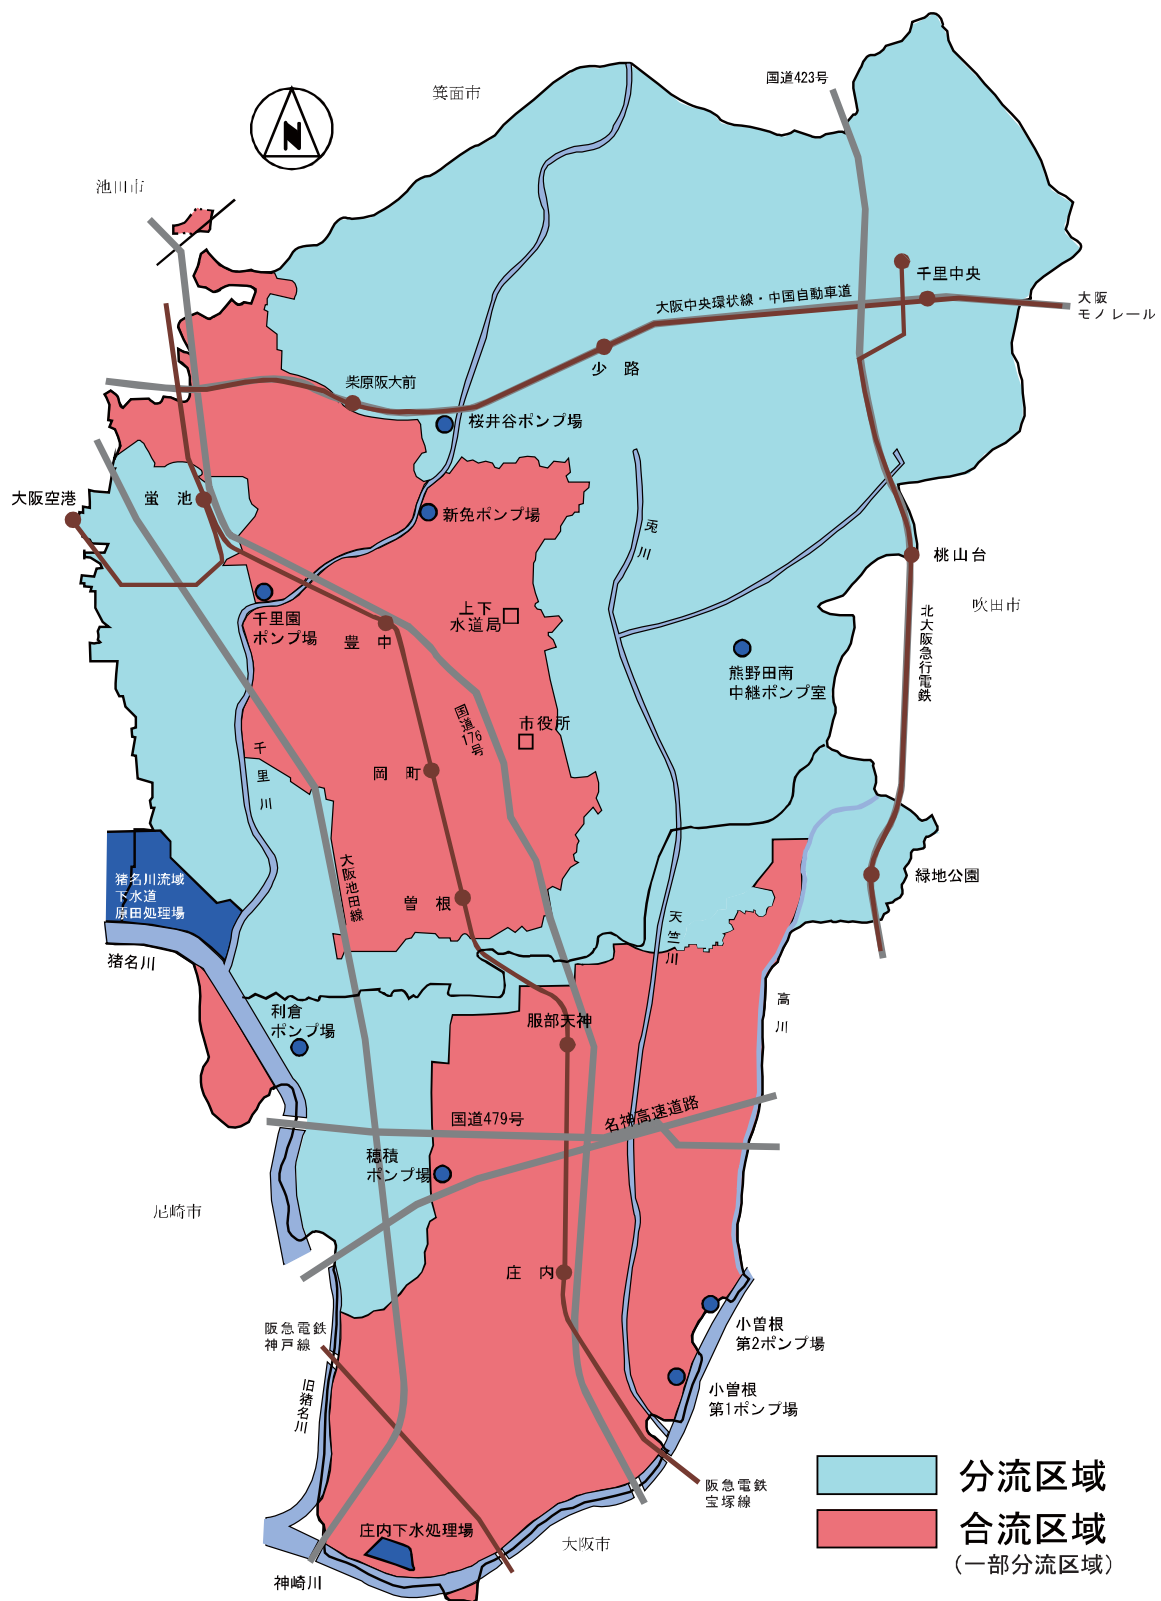 箕面市
国道423号
N
池田市
千里中央
大阪
モノレール
大阪中央環状線・中国自動車道
少路
柴原阪大前
桜井谷ポンプ場
大阪空港
蛍池
新免ポンプ場
兎川
桃山台
吹田市
北大阪急行電鉄
千里園
ポンプ場
上下
水道局
豊中
熊野田南
中継ポンプ室
国道176号
市役所
千里川
岡町
大阪池田線
猪名川流域
下水道
原田処理場
緑地公園
曽根
天竺川
猪名川
高川
利倉
ポンプ場
服部天神
国道479号
名神高速道路
穂積
ポンプ場
尼崎市
庄内
阪急電鉄
神戸線
小曽根
第2ポンプ場
旧猪名川
小曽根
第1ポンプ場
阪急電鉄
宝塚線
分流区域
合流区域
(一部分流区域)
庄内下水処理場
大阪市
神崎川